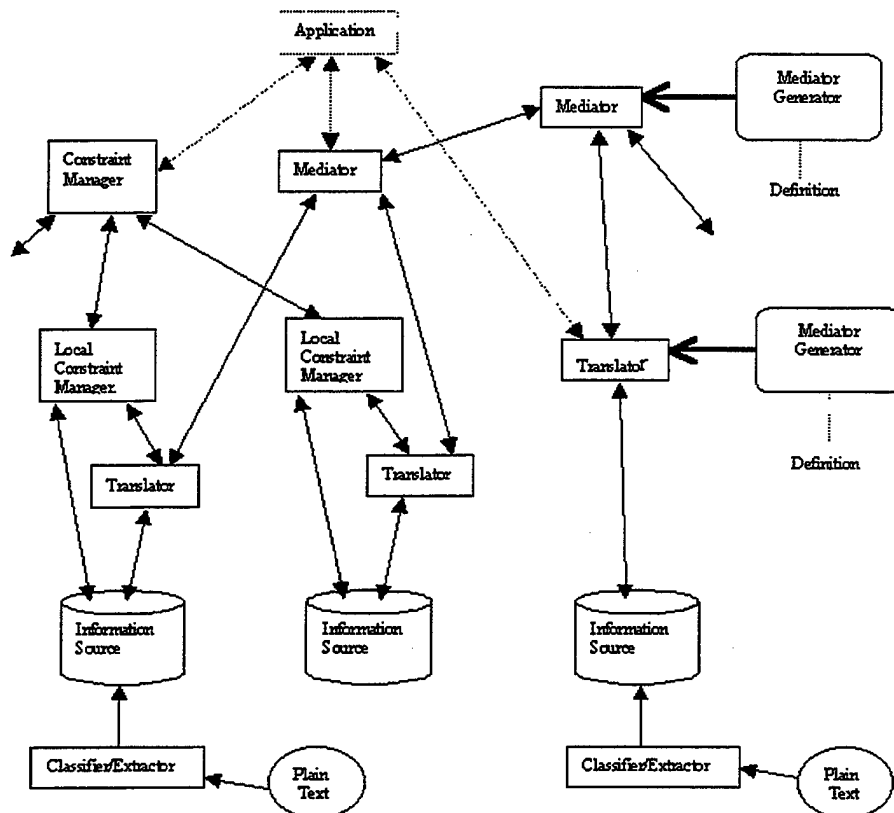 Application
Mediator
Generator
Mediator
Definition
Constraint
Manager
Mediator
Local
Constraint
Manager
Local
Constraint
Manager
Mediator
Generator
Translator
Definition
Translator
Translator
Information
Source
Information
Source
Information
Source
Classifier/Extractor
Plain
Text
Classifier/Extractor
Plain
Text